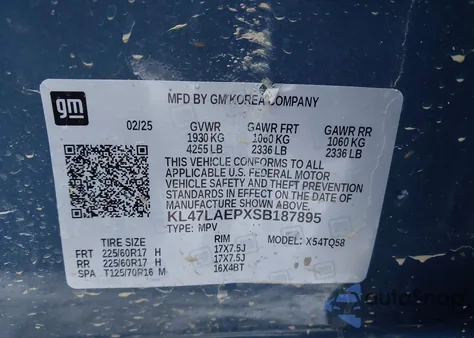 gm
MFD BY GM KOREA COMPANY
02/25 GVWR GAWR FRT GAWR RR
1930 KG 1060 KG 1060 KG
4255 LB 2336 LB 2336 LB
THIS VEHICLE CONFORMS TO ALL
APPLICABLE U.S. FEDERAL MOTOR
VEHICLE SAFETY AND THEFT PREVENTION
STANDARDS IN EFFECT ON THE DATE OF
MANUFACTURE SHOWN ABOVE.
KL47LAEPXSB187895
TYPE: MPV MODEL: X54TQ58
TIRE SIZE RIM
FRT 225/60R17 H 17X7.5J
RR 225/60R17 H 17X7.5J
SPA T125/70R16 M 16X4BT